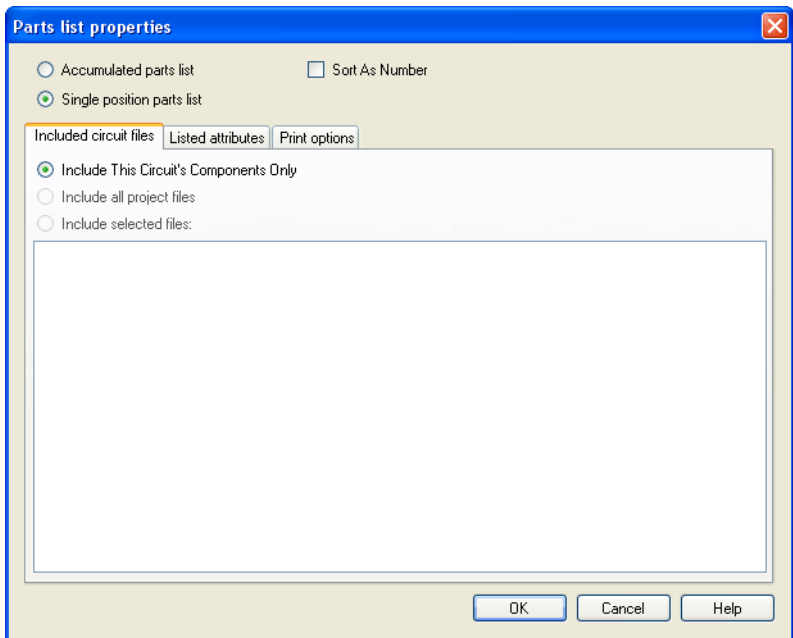 Parts list properties
Accumulated parts list Sort As Number
Single position parts list
Included circuit files Listed attributes Print options
Include This Circuit's Components Only
Include all project files
Include selected files:
OK Cancel Help